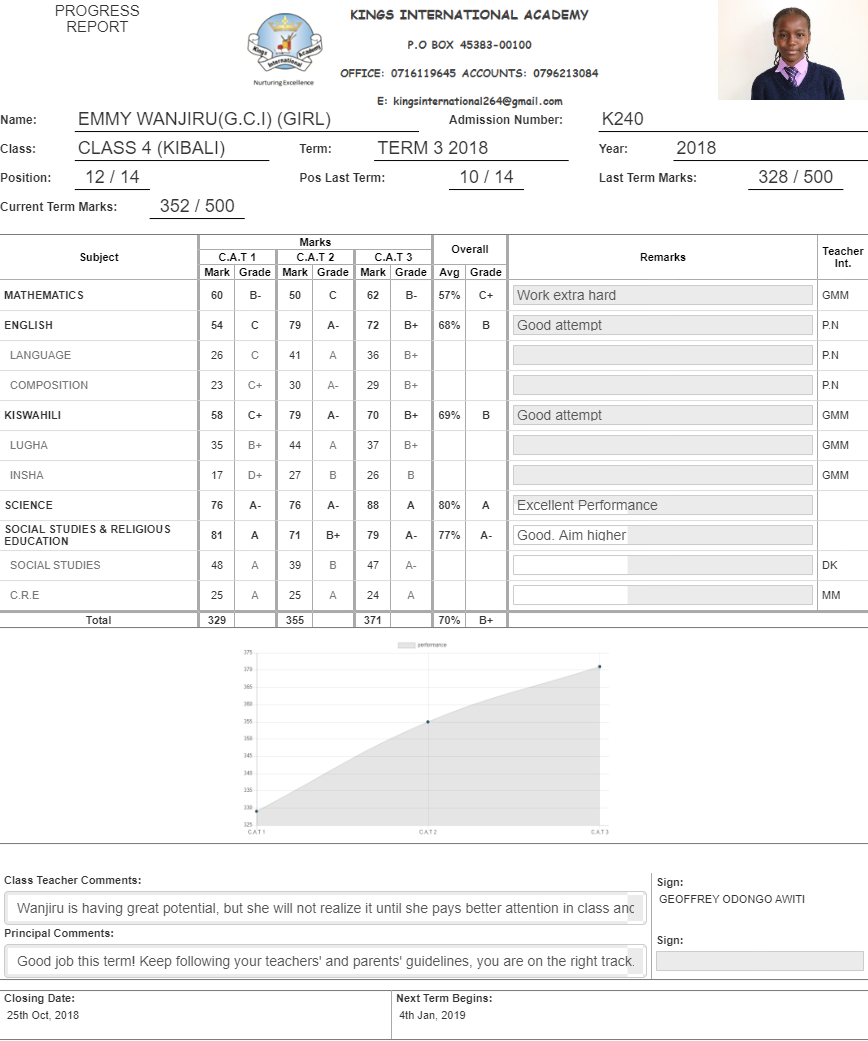 PROGRESS
REPORT
Kings International Academy
Nurturing Excellence
KINGS INTERNATIONAL ACADEMY
P.O BOX 45383-00100
OFFICE: 0716119645 ACCOUNTS: 0796213084
E: kingsinternational264@gmail.com
Name: EMMY WANJIRU(G.C.I) (GIRL) Admission Number: K240
Class: CLASS 4 (KIBALI) Term: TERM 3 2018 Year: 2018
Position: 12 / 14 Pos Last Term: 10 / 14 Last Term Marks: 328 / 500
Current Term Marks: 352 / 500
Subject Marks Overall Remarks Teacher Int.
C.A.T 1 C.A.T 2 C.A.T 3
Mark Grade Mark Grade Mark Grade Avg Grade
MATHEMATICS 60 B- 50 C 62 B- 57% C+ Work extra hard GMM
ENGLISH 54 C 79 A- 72 B+ 68% B Good attempt P.N
LANGUAGE 26 C 41 A 36 B+ P.N
COMPOSITION 23 C+ 30 A- 29 B+ P.N
KISWAHILI 58 C+ 79 A- 70 B+ 69% B Good attempt GMM
LUGHA 35 B+ 44 A 37 B+ GMM
INSHA 17 D+ 27 B 26 B GMM
SCIENCE 76 A- 76 A- 88 A 80% A Excellent Performance
SOCIAL STUDIES & RELIGIOUS
EDUCATION 81 A 71 B+ 79 A- 77% A- Good. Aim higher
SOCIAL STUDIES 48 A 39 B 47 A- DK
C.R.E 25 A 25 A 24 A MM
Total 329 355 371 70% B+
performance
375
370
365
360
355
350
345
340
335
330
325
CAT1 CAT2 CAT3
Class Teacher Comments:
Wanjiru is having great potential, but she will not realize it until she pays better attention in class and
Sign:
GEOFFREY ODONGO AWITI
Principal Comments:
Good job this term! Keep following your teachers' and parents' guidelines, you are on the right track.
Sign:
Closing Date:
25th Oct, 2018
Next Term Begins:
4th Jan, 2019